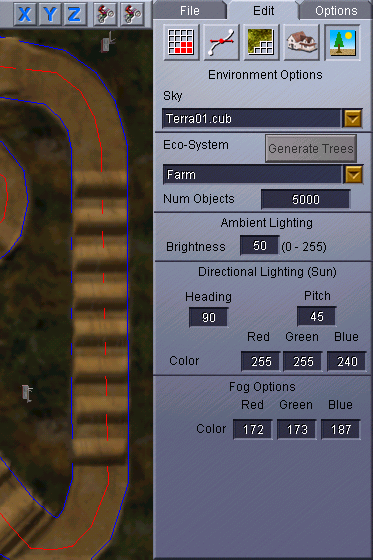 X Y Z
File Edit Options
Environment Options
Sky
Terra01.cub
Eco-System Generate Trees
Farm
Num Objects 5000
Ambient Lighting
Brightness 50 (0 - 255)
Directional Lighting (Sun)
Heading Pitch
90 45
Red Green Blue
Color 255 255 240
Fog Options
Red Green Blue
Color 172 173 187